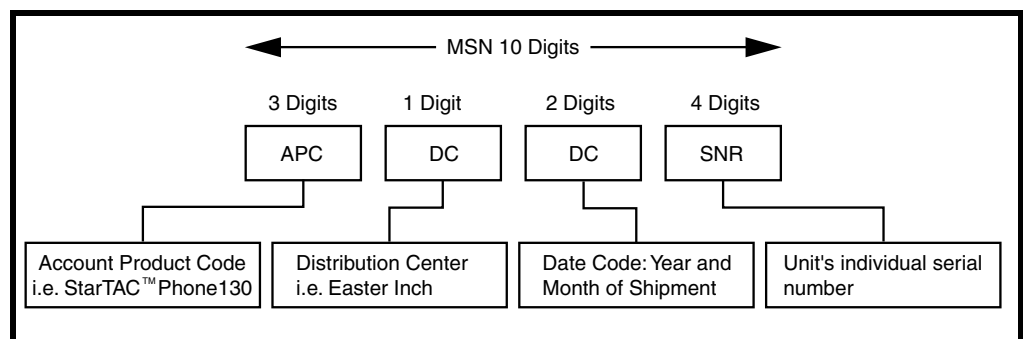 MSN 10 Digits
3 Digits 1 Digit 2 Digits 4 Digits
APC DC DC SNR
Account Product Code
i.e. StarTAC™Phone130
Distribution Center
i.e. Easter Inch
Date Code: Year and
Month of Shipment
Unit's individual serial
number